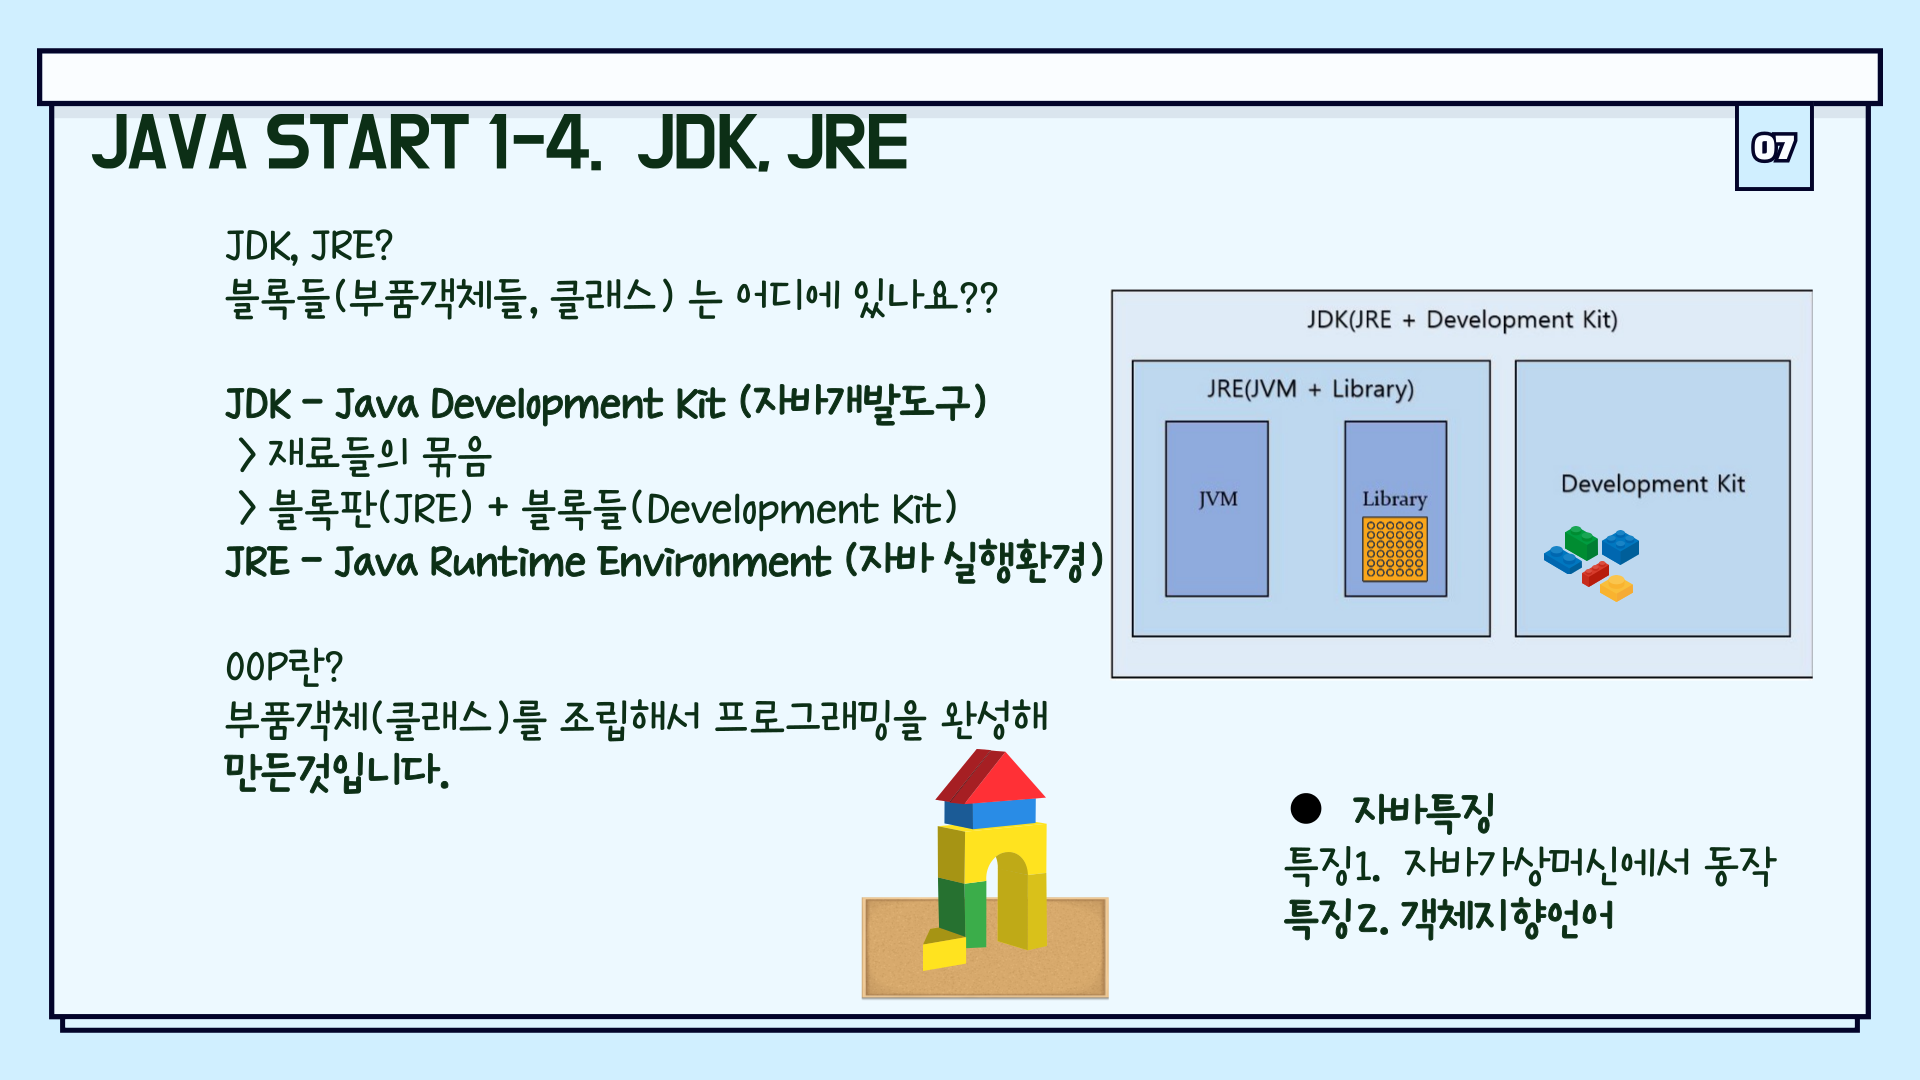 JAVA START 1-4. JDK, JRE
07
JDK, JRE?
블록들(부품객체들, 클래스) 는 어디에 있나요??
JDK - Java Development Kit (자바개발도구)
> 재료들의 묶음
> 블록판(JRE) + 블록들(Development Kit)
JRE - Java Runtime Environment (자바 실행환경)
OOP란?
부품객체(클래스)를 조립해서 프로그래밍을 완성해
만든것입니다.
JDK(JRE + Development Kit)
JRE(JVM + Library)
JVM
Library
Development Kit
● 자바특징
특징1. 자바가상머신에서 동작
특징2. 객체지향언어